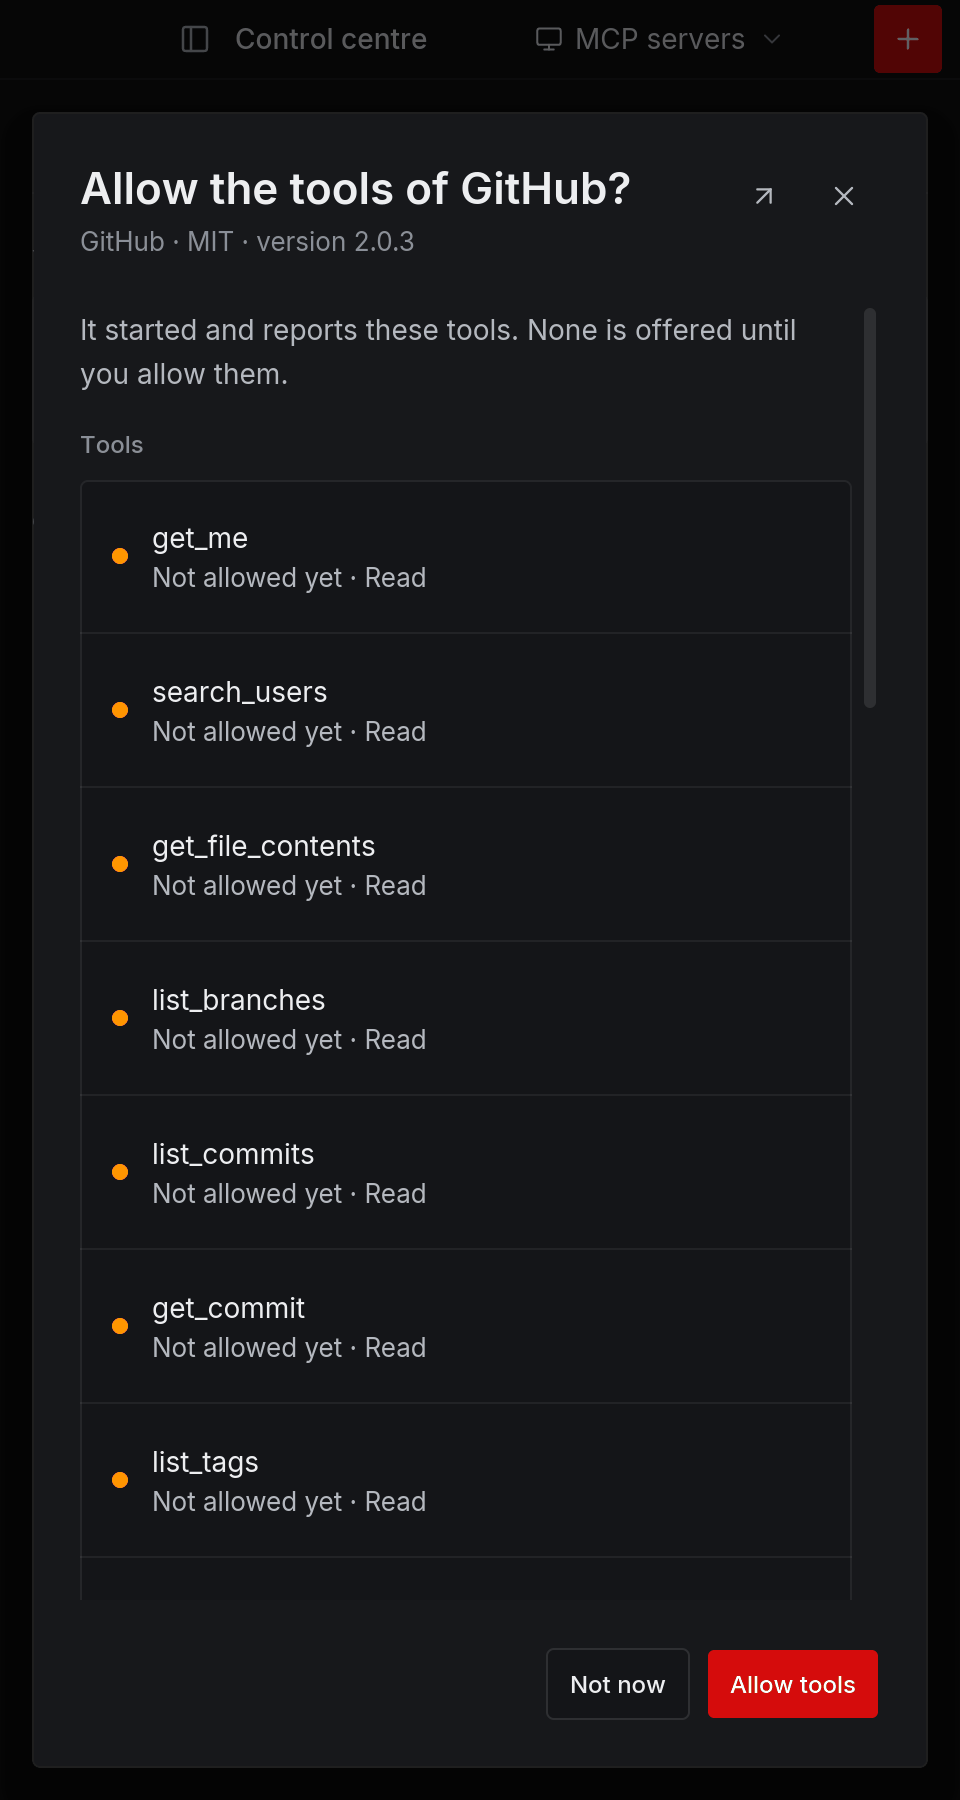 Control centre
MCP servers
Allow the tools of GitHub?
GitHub · MIT · version 2.0.3
It started and reports these tools. None is offered until
you allow them.
Tools
get_me
Not allowed yet · Read
search_users
Not allowed yet · Read
get_file_contents
Not allowed yet · Read
list_branches
Not allowed yet · Read
list_commits
Not allowed yet · Read
get_commit
Not allowed yet · Read
list_tags
Not allowed yet · Read
Not now
Allow tools